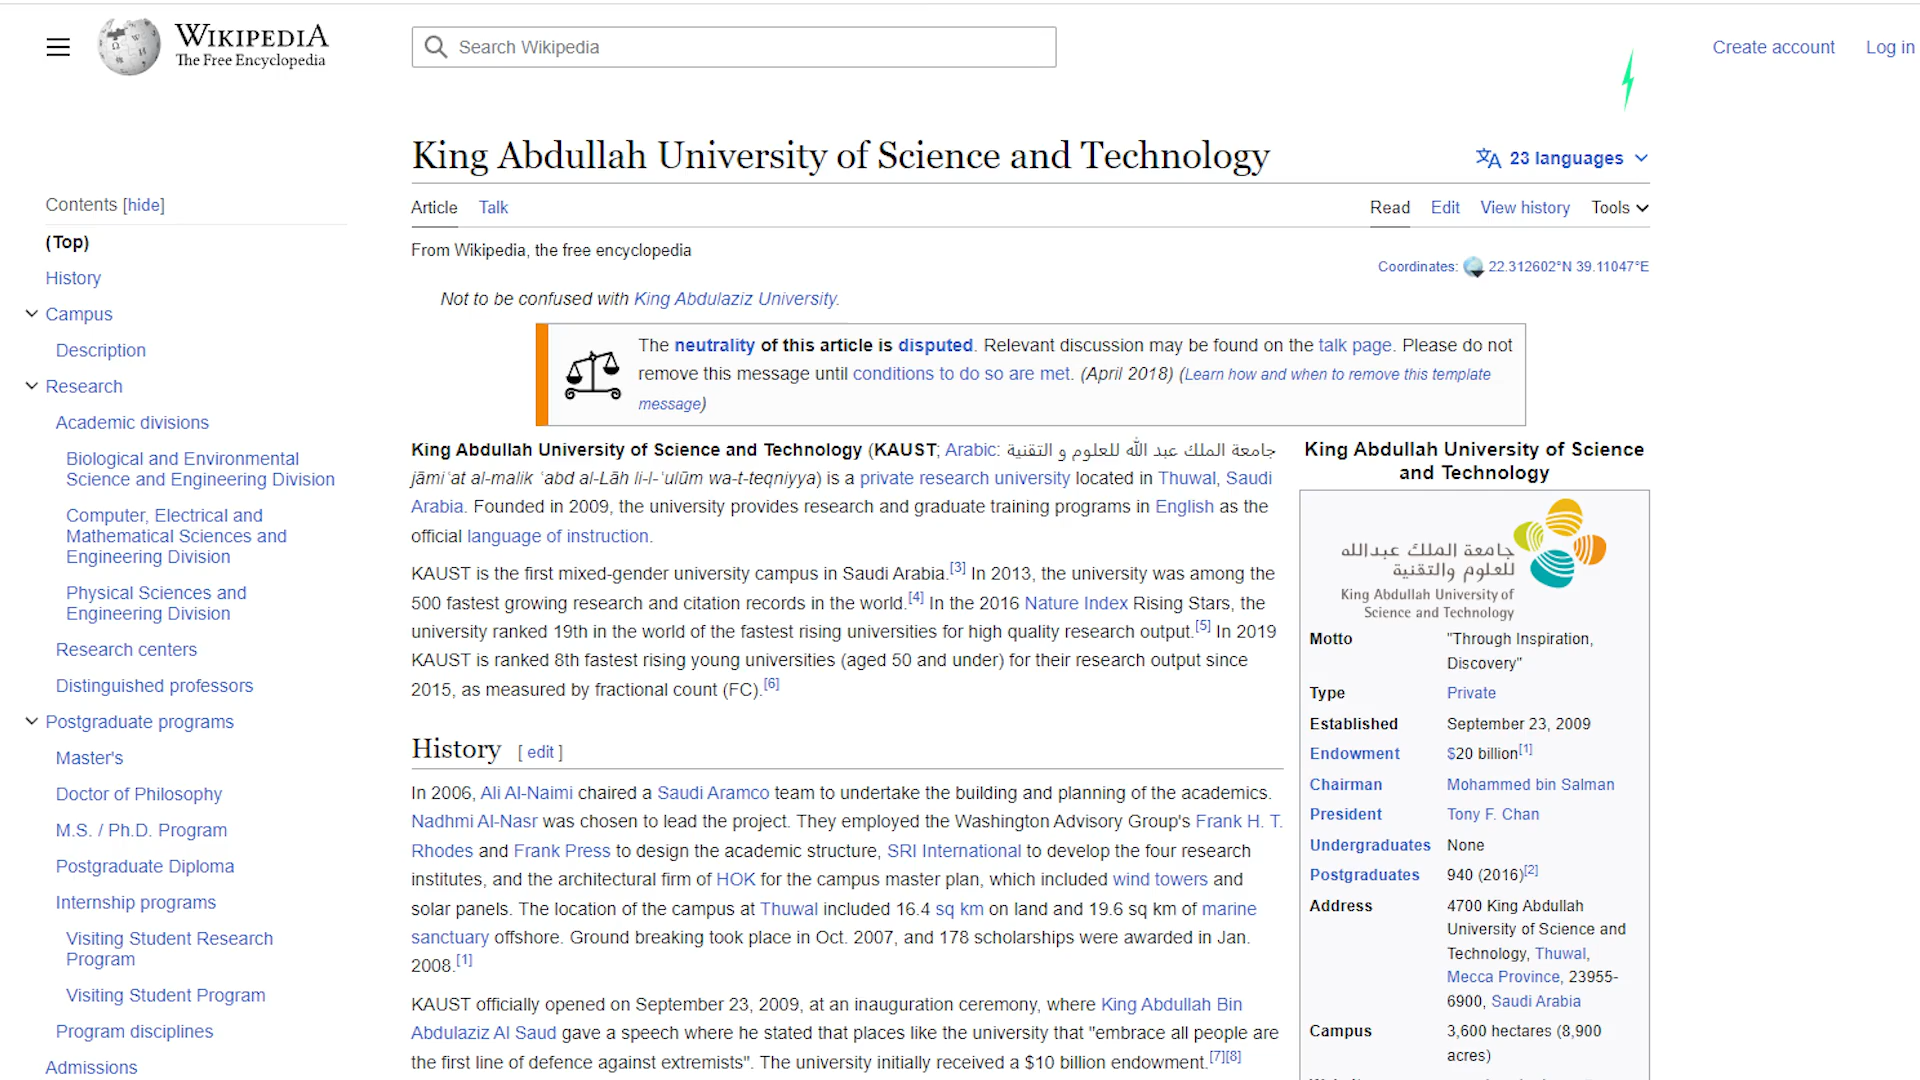 WIKIPEDIA
The Free Encyclopedia
Search Wikipedia
Create account
Log in
King Abdullah University of Science and Technology
23 languages
Article
Talk
Read
Edit
View history
Tools
From Wikipedia, the free encyclopedia
Coordinates: 22.312602°N 39.11047°E
Contents [hide]
(Top)
History
Campus
Description
Research
Academic divisions
Biological and Environmental
Science and Engineering Division
Computer, Electrical and
Mathematical Sciences and
Engineering Division
Physical Sciences and
Engineering Division
Research centers
Distinguished professors
Postgraduate programs
Master's
Doctor of Philosophy
M.S. / Ph.D. Program
Postgraduate Diploma
Internship programs
Visiting Student Research
Program
Visiting Student Program
Program disciplines
Admissions
Not to be confused with King Abdulaziz University.
The neutrality of this article is disputed. Relevant discussion may be found on the talk page. Please do not
remove this message until conditions to do so are met. (April 2018) (Learn how and when to remove this template
message)
King Abdullah University of Science and Technology (KAUST; Arabic: جامعة الملك عبد الله للعلوم و التقنية
jāmiʿat al-malik ʿabd al-Lāh li-l-ʿulūm wa-t-teqniyya) is a private research university located in Thuwal, Saudi
Arabia. Founded in 2009, the university provides research and graduate training programs in English as the
official language of instruction.
KAUST is the first mixed-gender university campus in Saudi Arabia.[3] In 2013, the university was among the
500 fastest growing research and citation records in the world.[4] In the 2016 Nature Index Rising Stars, the
university ranked 19th in the world of the fastest rising universities for high quality research output.[5] In 2019
KAUST is ranked 8th fastest rising young universities (aged 50 and under) for their research output since
2015, as measured by fractional count (FC).[6]
History [ edit ]
In 2006, Ali Al-Naimi chaired a Saudi Aramco team to undertake the building and planning of the academics.
Nadhmi Al-Nasr was chosen to lead the project. They employed the Washington Advisory Group's Frank H. T.
Rhodes and Frank Press to design the academic structure, SRI International to develop the four research
institutes, and the architectural firm of HOK for the campus master plan, which included wind towers and
solar panels. The location of the campus at Thuwal included 16.4 sq km on land and 19.6 sq km of marine
sanctuary offshore. Ground breaking took place in Oct. 2007, and 178 scholarships were awarded in Jan.
2008.[1]
KAUST officially opened on September 23, 2009, at an inauguration ceremony, where King Abdullah Bin
Abdulaziz Al Saud gave a speech where he stated that places like the university that "embrace all people are
the first line of defence against extremists". The university initially received a $10 billion endowment.[7][8]
King Abdullah University of Science
and Technology
جامعة الملك عبدالله
للعلوم والتقنية
King Abdullah University of
Science and Technology
Motto "Through Inspiration,
Discovery"
Type Private
Established September 23, 2009
Endowment $20 billion[1]
Chairman Mohammed bin Salman
President Tony F. Chan
Undergraduates None
Postgraduates 940 (2016)[2]
Address 4700 King Abdullah
University of Science and
Technology, Thuwal,
Mecca Province, 23955-
6900, Saudi Arabia
Campus 3,600 hectares (8,900
acres)